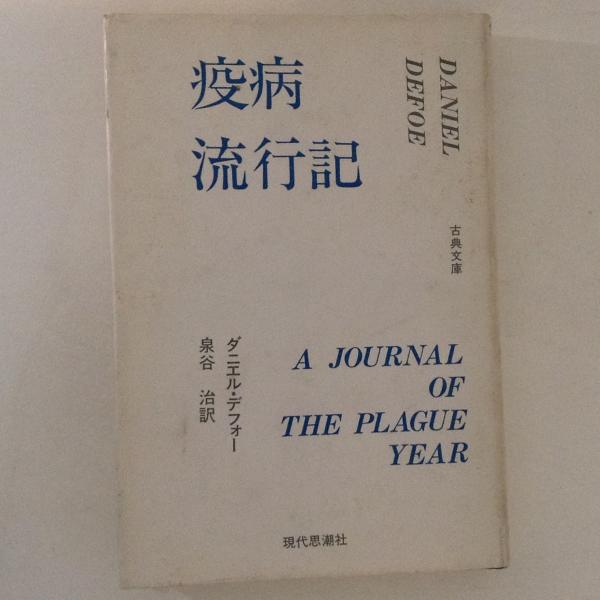 疫病
流行記
DANIEL
DEFOE
古典文庫
ダニエル・デフォー
泉谷 治訳
A JOURNAL
OF
THE PLAGUE
YEAR
現代思潮社